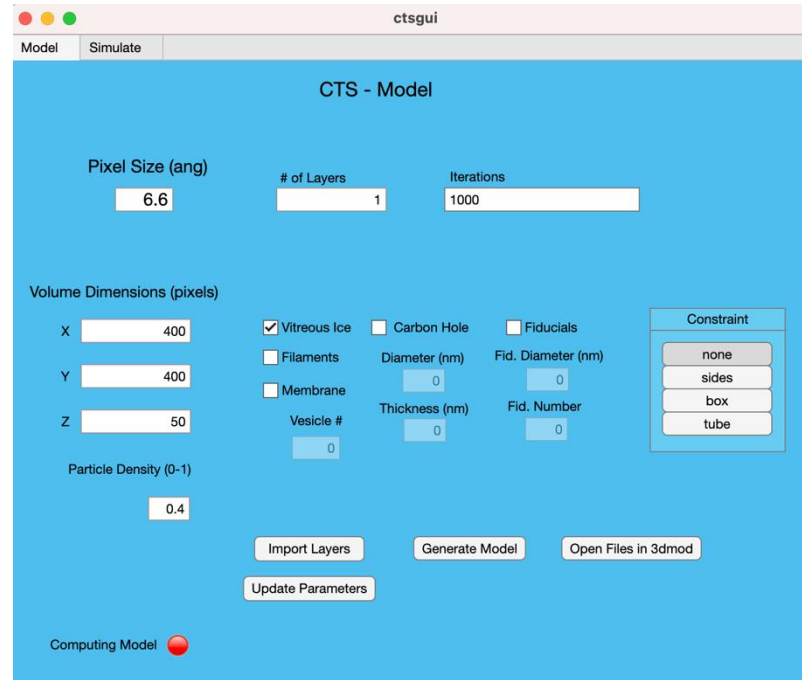 ctsgui
Model Simulate
CTS - Model
Pixel Size (ang)
6.6
# of Layers
1
Iterations
1000
Volume Dimensions (pixels)
X 400
Y 400
Z 50
Particle Density (0-1)
0.4
Vitreous Ice
Filaments
Membrane
Vesicle #
0
Carbon Hole
Diameter (nm)
0
Thickness (nm)
0
Fiducials
Fid. Diameter (nm)
0
Fid. Number
0
Constraint
none
sides
box
tube
Import Layers Generate Model Open Files in 3dmod
Update Parameters
Computing Model